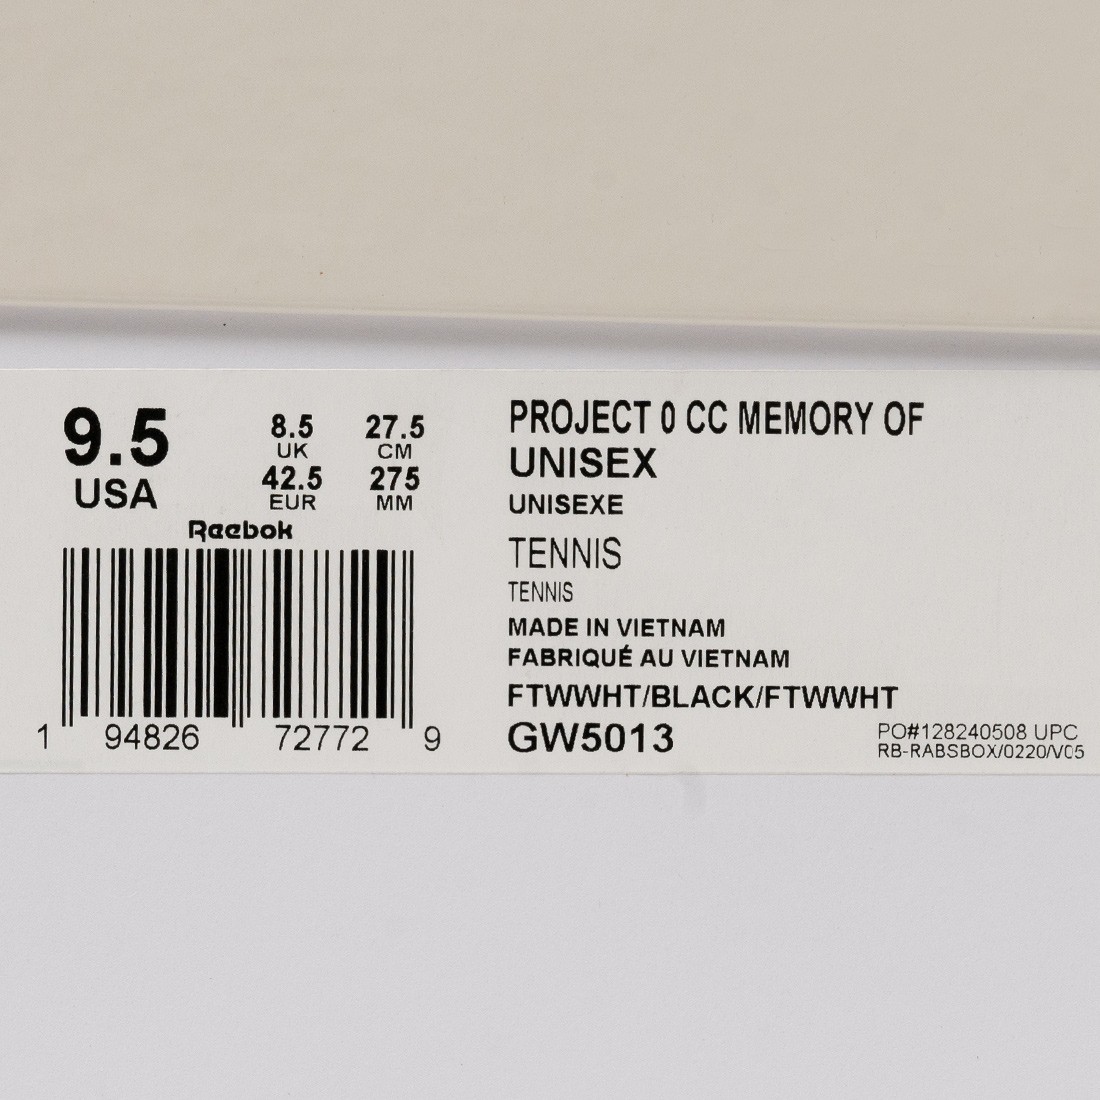 9.5
USA
8.5
UK
27.5
CM
42.5
EUR
275
MM
Reebok
1 94826 72772 9
PROJECT 0 CC MEMORY OF
UNISEX
UNISEXE
TENNIS
TENNIS
MADE IN VIETNAM
FABRIQUÉ AU VIETNAM
FTWWHT/BLACK/FTWWHT
GW5013
PO#128240508 UPC
RB-RABSBOX/0220/V05